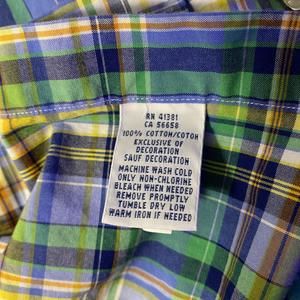 RN 41381
CA 56658
100% COTTON/COTON
EXCLUSIVE OF
DECORATION
SAUF DECORATION
MACHINE WASH COLD
ONLY NON-CHLORINE
BLEACH WHEN NEEDED
REMOVE PROMPTLY
TUMBLE DRY LOW
WARM IRON IF NEEDED